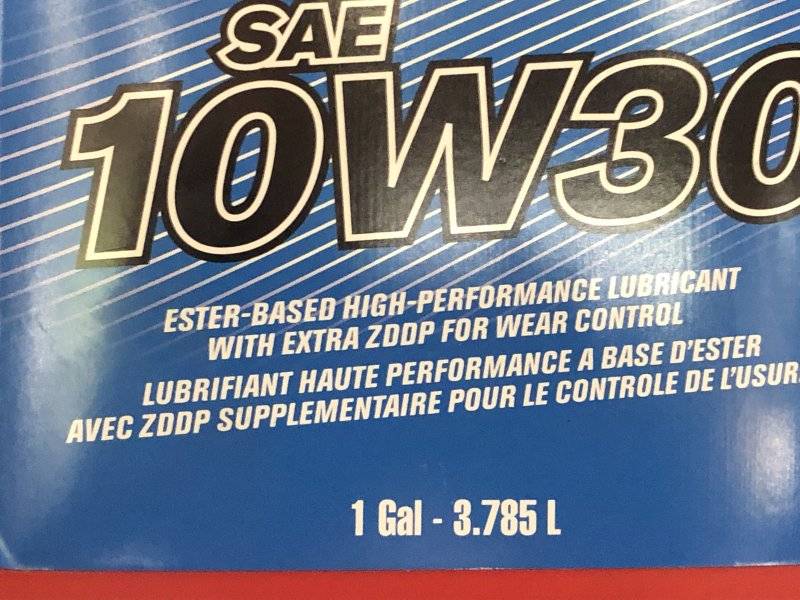 SAE
10W30
ESTER-BASED HIGH-PERFORMANCE LUBRICANT
WITH EXTRA ZDDP FOR WEAR CONTROL
LUBRIFIANT HAUTE PERFORMANCE A BASE D'ESTER
AVEC ZDDP SUPPLEMENTAIRE POUR LE CONTROLE DE L'USUR
1 Gal - 3.785 L